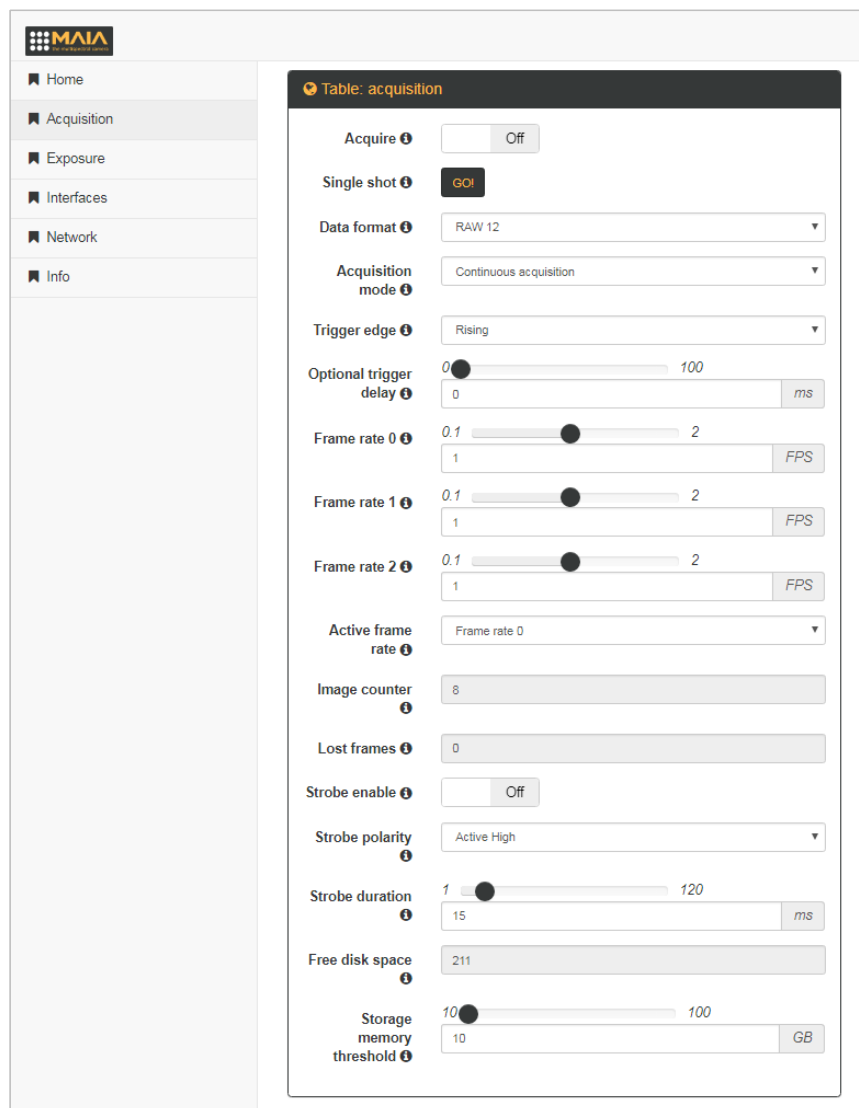 MAIA
the multispectral camera
Home
Acquisition
Exposure
Interfaces
Network
Info
Table: acquisition
Acquire
Off
Single shot
GO!
Data format
RAW 12
Acquisition
mode
Continuous acquisition
Trigger edge
Rising
Optional trigger
delay
0
100
0
ms
Frame rate 0
0.1
2
1
FPS
Frame rate 1
0.1
2
1
FPS
Frame rate 2
0.1
2
1
FPS
Active frame
rate
Frame rate 0
Image counter
8
Lost frames
0
Strobe enable
Off
Strobe polarity
Active High
Strobe duration
1
120
15
ms
Free disk space
211
Storage
memory
threshold
10
100
10
GB